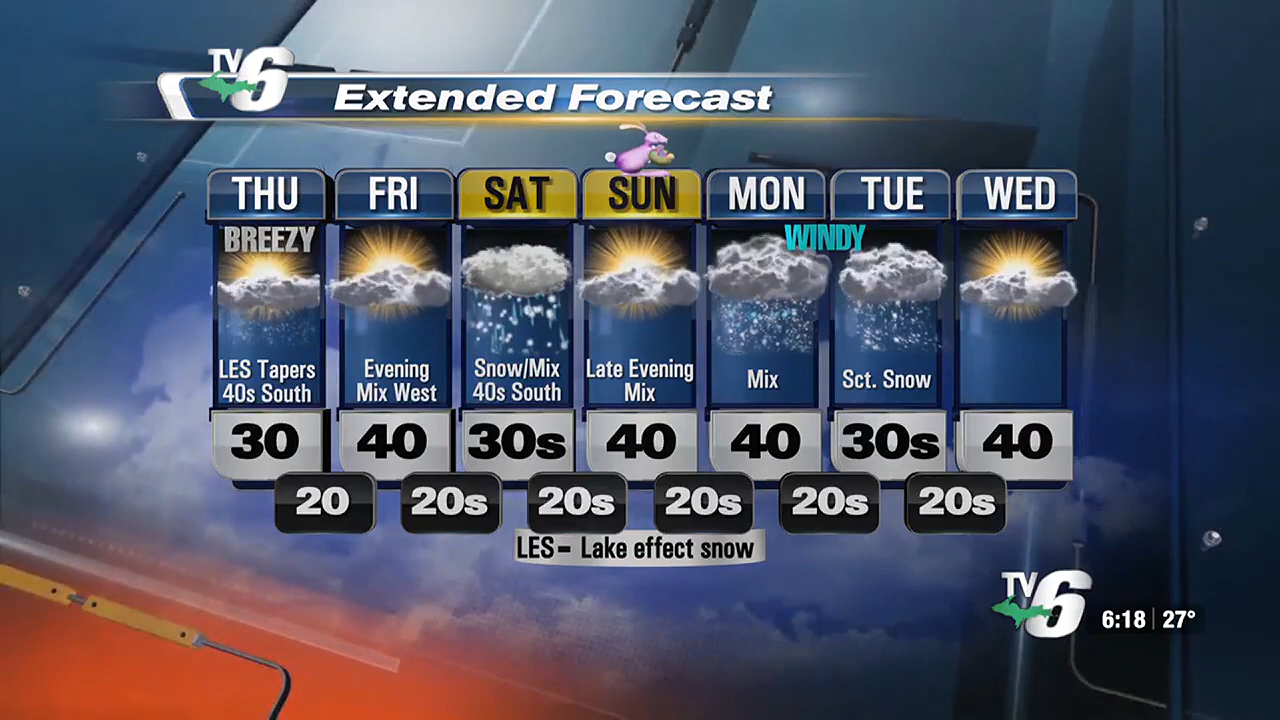 TV6
Extended Forecast
THU FRI SAT SUN MON TUE WED
BREEZY WINDY
LES Tapers
40s South
Evening
Mix West
Snow/Mix
40s South
Late Evening
Mix
Mix
Sct. Snow
30 40 30s 40 40 30s 40
20 20s 20s 20s 20s 20s
LES= Lake effect snow
TV6 6:18 27°